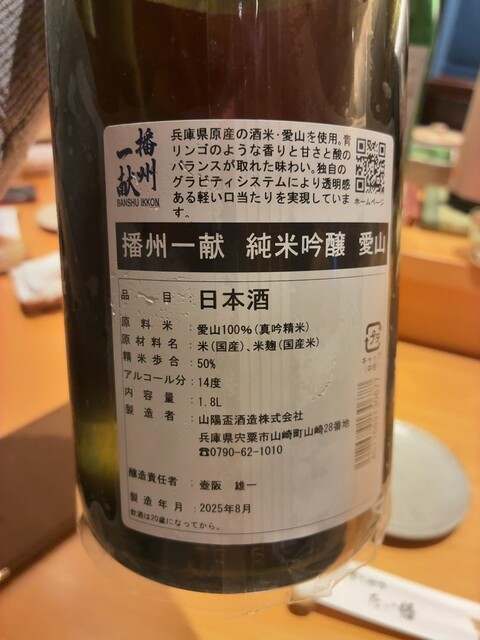 播州一献
BANSHU IKKON
兵庫県原産の酒米・愛山を使用。青
リンゴのような香りと甘さと酸の
バランスが取れた味わい。独自の
グラビティシステムにより透明感
ある軽い口当たりを実現していま
す。
ホームページ
播州一献 純米吟醸 愛山
品目：日本酒
原料米：愛山100％(真吟精米)
原材料名：米(国産)、米麹(国産米)
精米歩合：50%
アルコール分：14度
内容量：1.8L
製造者：山陽盃酒造株式会社
兵庫県宍粟市山崎町山崎28番地
☎0790-62-1010
醸造責任者：壺阪 雄一
製造年月：2025年8月
飲酒は20歳になってから。